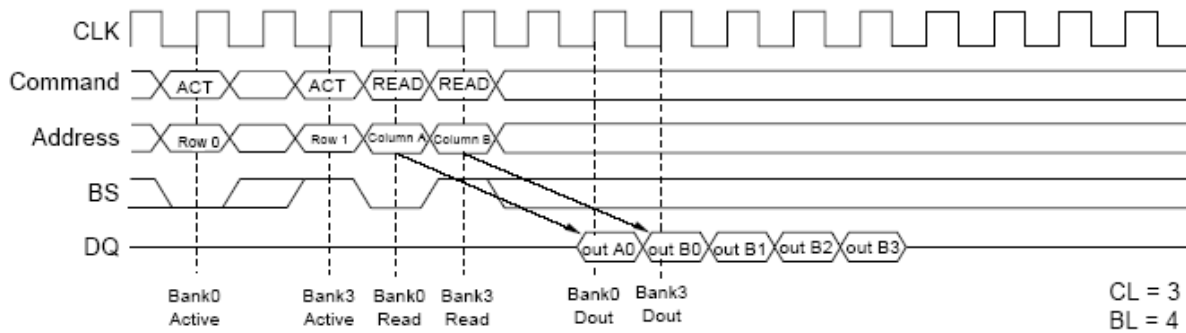 CLK
Command ACT ACT READ READ
Address Row 0 Row 1 Column A Column B
BS
DQ out A0 out B0 out B1 out B2 out B3
Bank0 Bank3 Bank0 Bank3 Bank0 Bank3
Active Active Read Read Dout Dout
CL = 3
BL = 4